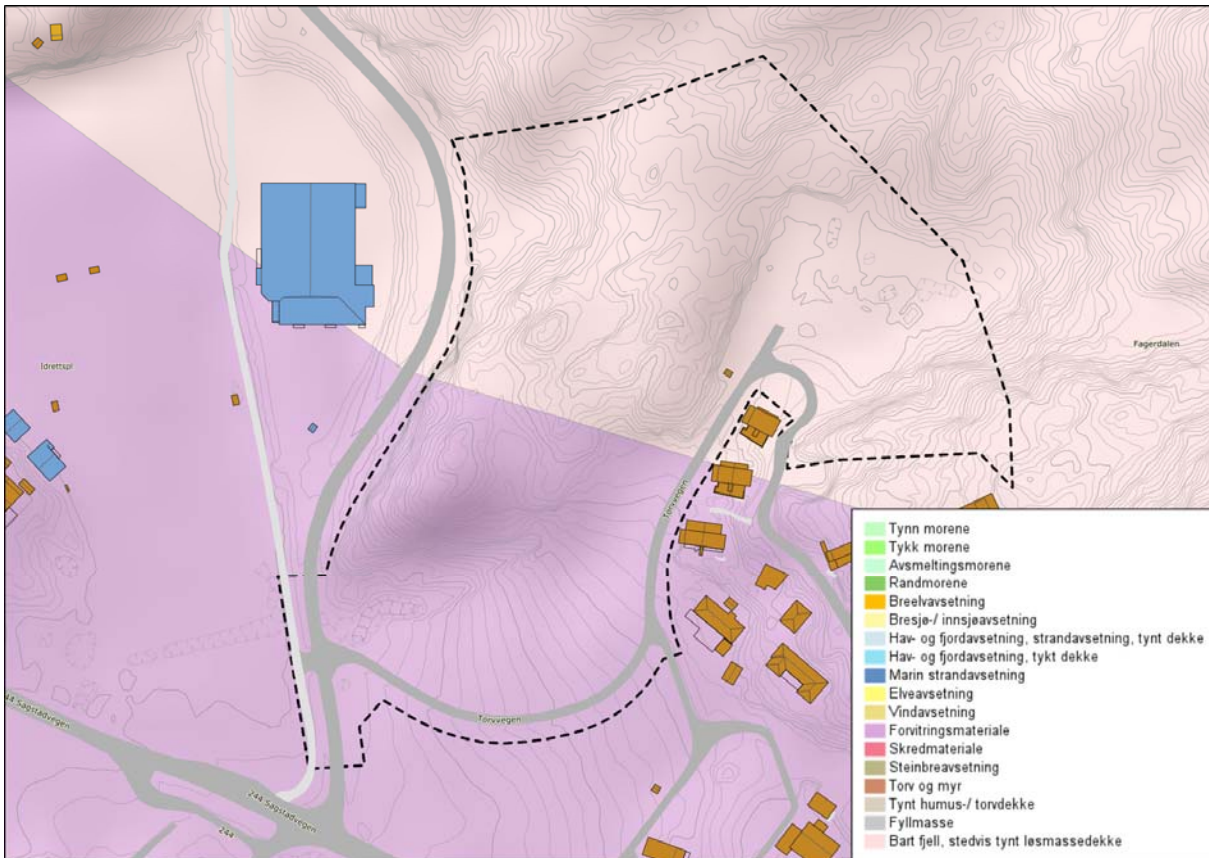 Idrettspl
Fagerdalen
Torvvegen
Torvvegen
44 Sagstadvegen
244 Sagstadvegen
244
Tynn morene
Tykk morene
Avsmeltingsmorene
Randmorene
Breelvavsetning
Bresjø-/ innsjøavsetning
Hav- og fjordavsetning, strandavsetning, tynt dekke
Hav- og fjordavsetning, tykt dekke
Marin strandavsetning
Elveavsetning
Vindavsetning
Forvitringsmateriale
Skredmateriale
Steinbreavsetning
Torv og myr
Tynt humus-/ torvdekke
Fyllmasse
Bart fjell, stedvis tynt løsmassedekke